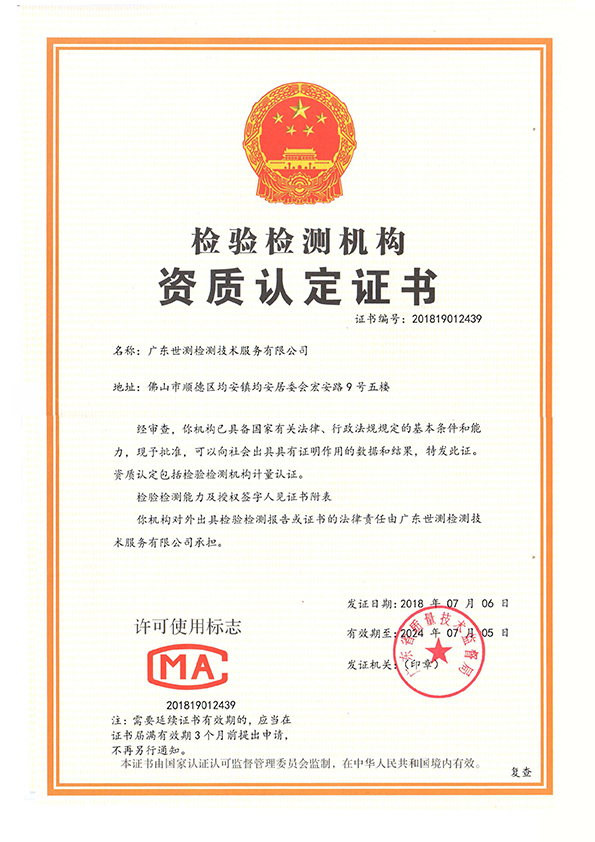 检验检测机构
资质认定证书
证书编号：201819012439
名称：广东世测检测技术服务有限公司
地址：佛山市顺德区均安镇均安居委会宏安路9号五楼
经审查，你机构已具备国家有关法律、行政法规规定的基本条件和能
力，现予批准，可以向社会出具具有证明作用的数据和结果，特发此证。
资质认定包括检验检测机构计量认证。
检验检测能力及授权签字人见证书附表
你机构对外出具检验检测报告或证书的法律责任由广东世测检测技
术服务有限公司承担。
发证日期：2018 年 07 月 06 日
许可使用标志
有效期至：2024 年 07 月 05 日
发证机关：（印章）
广东省质量技术监督局
CMA
201819012439
注：需要延续证书有效期的，应当在
证书届满有效期3个月前提出申请，
不再另行通知。
本证书由国家认证认可监督管理委员会监制，在中华人民共和国境内有效。
复查